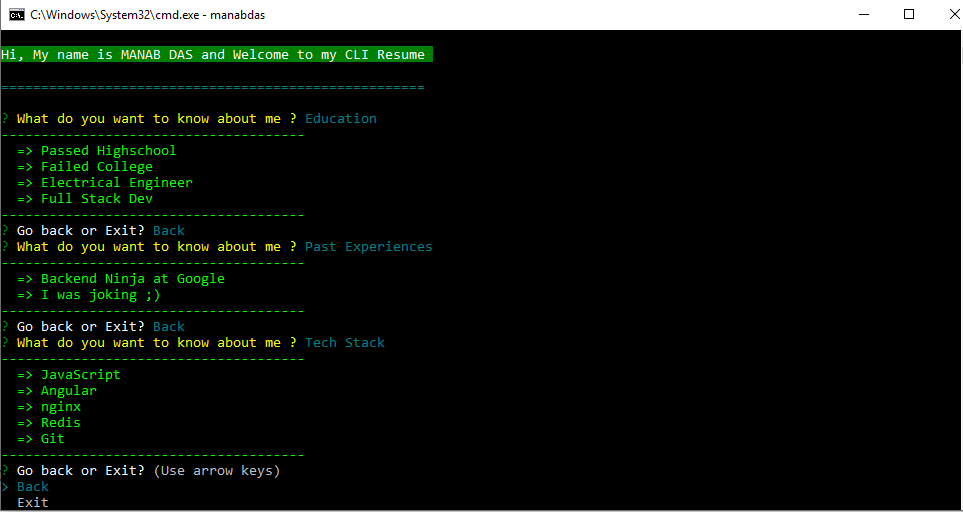 C:\Windows\System32\cmd.exe - manabdas
Hi, My name is MANAB DAS and Welcome to my CLI Resume
=====================================================
? What do you want to know about me ? Education
--------------------------------------
=> Passed Highschool
=> Failed College
=> Electrical Engineer
=> Full Stack Dev
--------------------------------------
? Go back or Exit? Back
? What do you want to know about me ? Past Experiences
--------------------------------------
=> Backend Ninja at Google
=> I was joking ;)
--------------------------------------
? Go back or Exit? Back
? What do you want to know about me ? Tech Stack
--------------------------------------
=> JavaScript
=> Angular
=> nginx
=> Redis
=> Git
--------------------------------------
? Go back or Exit? (Use arrow keys)
> Back
Exit